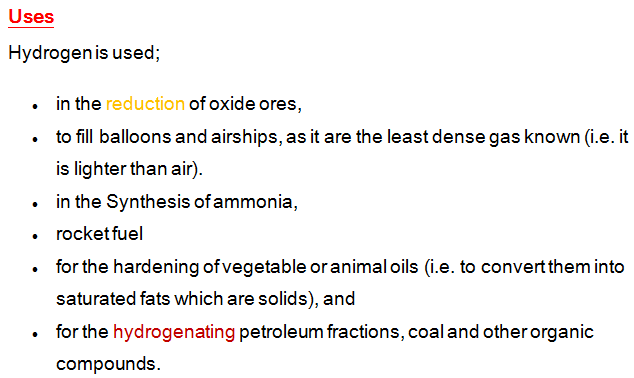 Uses
Hydrogen is used;
• in the reduction of oxide ores,
• to fill balloons and airships, as it are the least dense gas known (i.e. it
is lighter than air).
• in the Synthesis of ammonia,
• rocket fuel
• for the hardening of vegetable or animal oils (i.e. to convert them into
saturated fats which are solids), and
• for the hydrogenating petroleum fractions, coal and other organic
compounds.